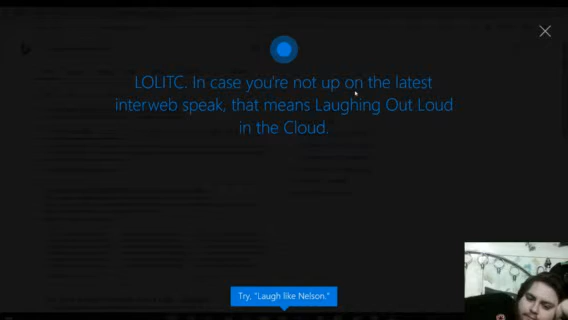 LOLITC. In case you're not up on the latest
interweb speak, that means Laughing Out Loud
in the Cloud.
Try, "Laugh like Nelson."